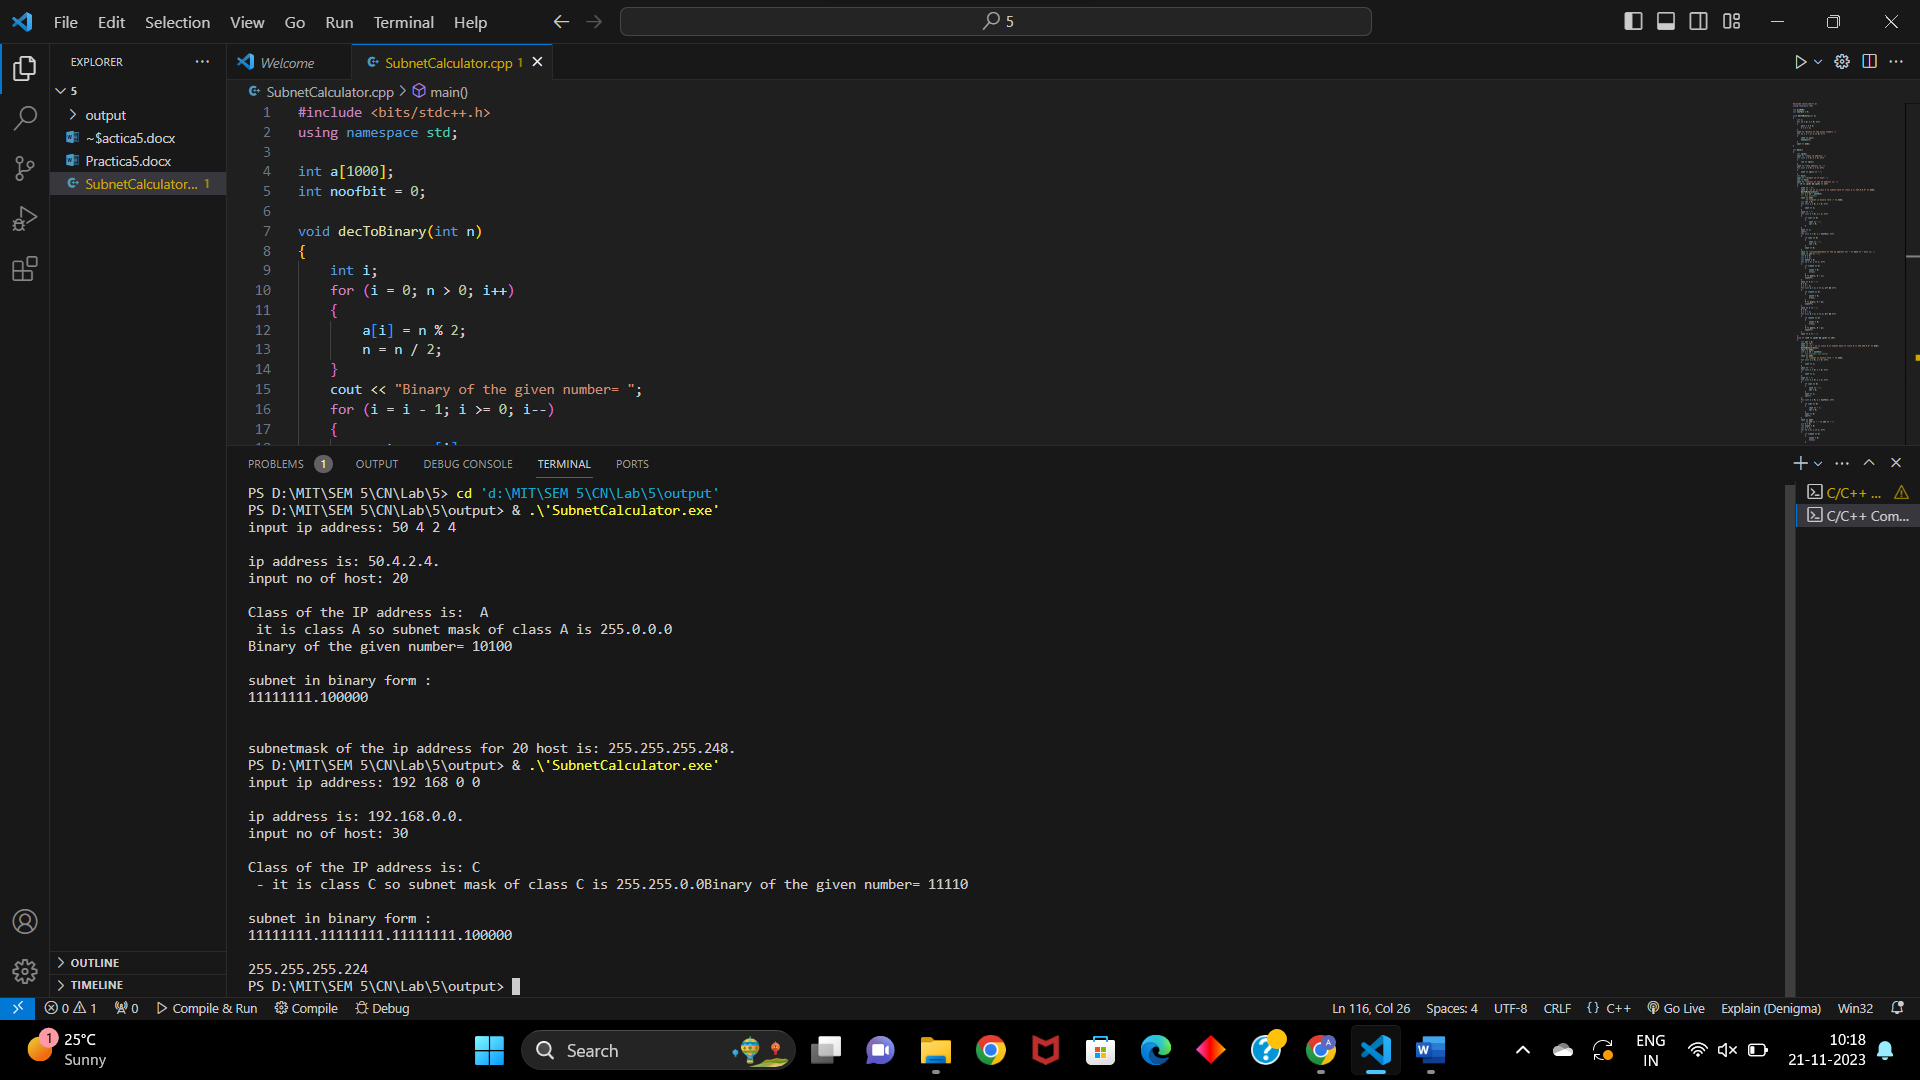 File Edit Selection View Go Run Terminal Help
5
EXPLORER
5
output
~$actica5.docx
Practica5.docx
SubnetCalculator... 1
OUTLINE
TIMELINE
Welcome
SubnetCalculator.cpp 1
SubnetCalculator.cpp > main()
1 #include <bits/stdc++.h>
2 using namespace std;
3
4 int a[1000];
5 int noofbit = 0;
6
7 void decToBinary(int n)
8 {
9 int i;
10 for (i = 0; n > 0; i++)
11 {
12 a[i] = n % 2;
13 n = n / 2;
14 }
15 cout << "Binary of the given number= ";
16 for (i = i - 1; i >= 0; i--)
17 {
PROBLEMS 1 OUTPUT DEBUG CONSOLE TERMINAL PORTS
PS D:\MIT\SEM 5\CN\Lab\5> cd 'd:\MIT\SEM 5\CN\Lab\5\output'
PS D:\MIT\SEM 5\CN\Lab\5\output> & .\'SubnetCalculator.exe'
input ip address: 50 4 2 4
ip address is: 50.4.2.4.
input no of host: 20
Class of the IP address is:  A
it is class A so subnet mask of class A is 255.0.0.0
Binary of the given number= 10100
subnet in binary form :
11111111.100000
subnetmask of the ip address for 20 host is: 255.255.255.248.
PS D:\MIT\SEM 5\CN\Lab\5\output> & .\'SubnetCalculator.exe'
input ip address: 192 168 0 0
ip address is: 192.168.0.0.
input no of host: 30
Class of the IP address is: C
- it is class C so subnet mask of class C is 255.255.0.0Binary of the given number= 11110
subnet in binary form :
11111111.11111111.11111111.100000
255.255.255.224
PS D:\MIT\SEM 5\CN\Lab\5\output>
C/C++ ...
C/C++ Com...
0 1 0 Compile & Run Compile Debug
Ln 116, Col 26 Spaces: 4 UTF-8 CRLF {} C++ Go Live Explain (Denigma) Win32
1 25°C
Sunny
Search
A
W
ENG
IN
10:18
21-11-2023